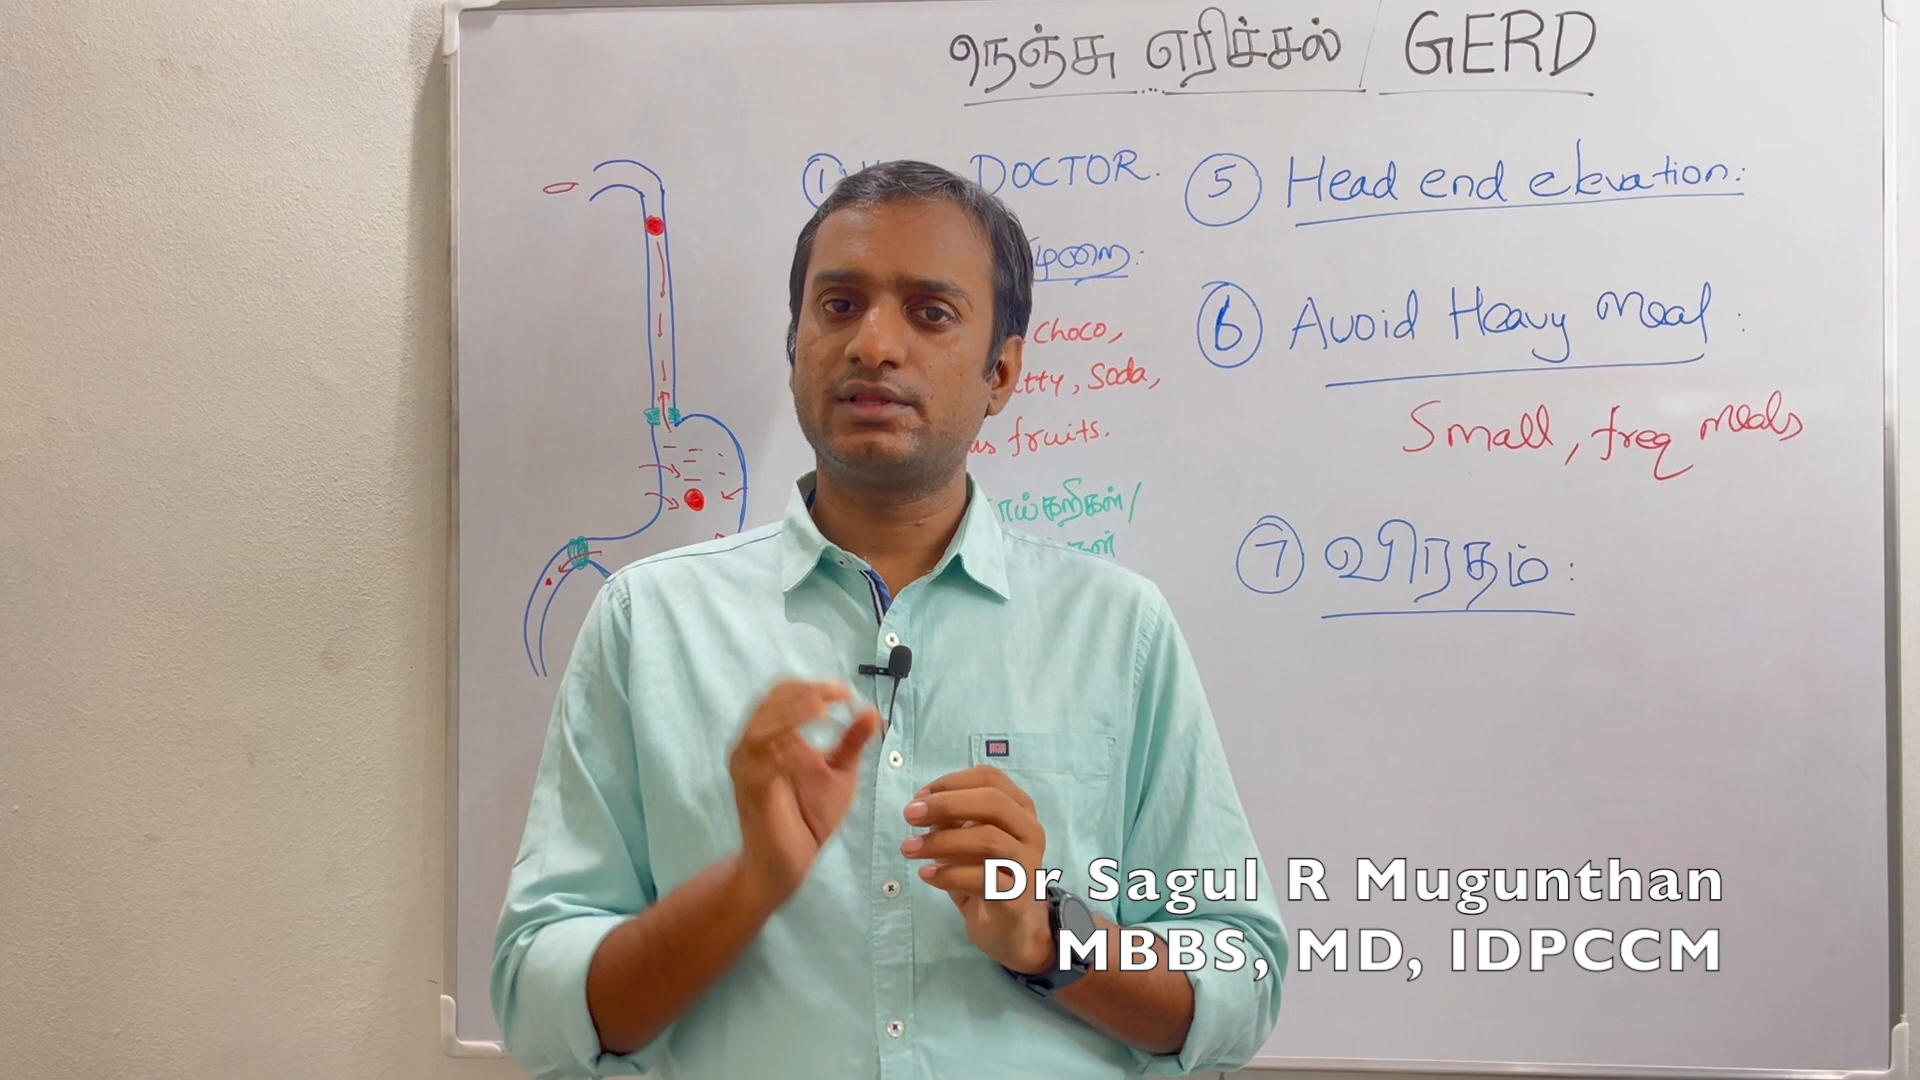 நெஞ்சு எரிச்சல் / GERD
① DOCTOR.
choco,
Soda,
fruits.
⑤ Head end elevation:
⑥ Avoid Heavy meal:
Small, freq meals
⑦ விரதம்:
Dr Sagul R Mugunthan
MBBS, MD, IDPCCM